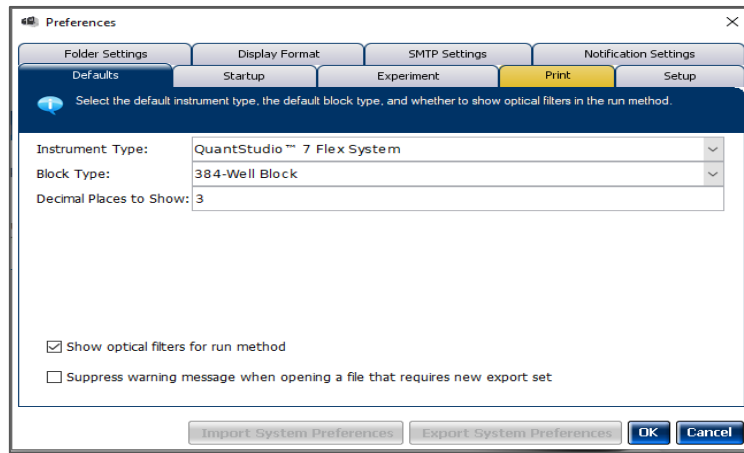 Preferences
Folder Settings
Display Format
SMTP Settings
Notification Settings
Defaults
Startup
Experiment
Print
Setup
Select the default instrument type, the default block type, and whether to show optical filters in the run method.
Instrument Type: QuantStudio™ 7 Flex System
Block Type: 384-Well Block
Decimal Places to Show: 3
Show optical filters for run method
Suppress warning message when opening a file that requires new export set
Import System Preferences
Export System Preferences
OK
Cancel